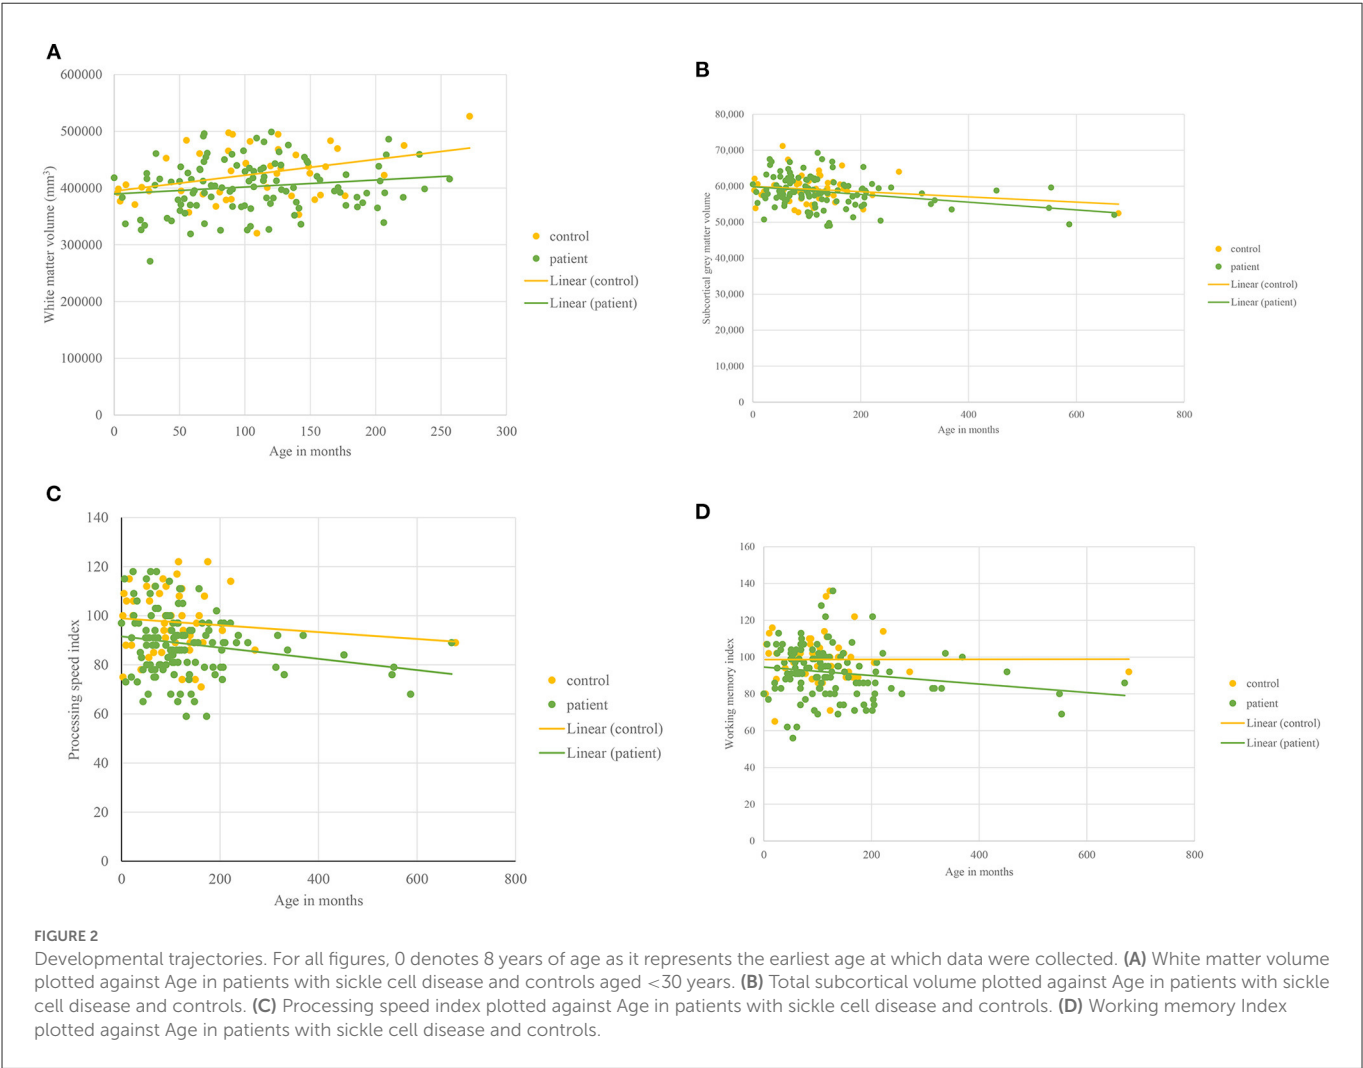 A
600000
500000
400000
300000
200000
100000
0
White matter volume (mm³)
0 50 100 150 200 250 300
Age in months
control
patient
Linear (control)
Linear (patient)
B
80,000
70,000
60,000
50,000
40,000
30,000
20,000
10,000
0
Subcortical grey matter volume
0 200 400 600 800
Age in months
control
patient
Linear (control)
Linear (patient)
C
140
120
100
80
60
40
20
0
Processing speed index
0 200 400 600 800
Age in months
control
patient
Linear (control)
Linear (patient)
D
160
140
120
100
80
60
40
20
0
Working memory index
0 200 400 600 800
Age in months
control
patient
Linear (control)
Linear (patient)
FIGURE 2
Developmental trajectories. For all figures, 0 denotes 8 years of age as it represents the earliest age at which data were collected. (A) White matter volume
plotted against Age in patients with sickle cell disease and controls aged <30 years. (B) Total subcortical volume plotted against Age in patients with sickle
cell disease and controls. (C) Processing speed index plotted against Age in patients with sickle cell disease and controls. (D) Working memory Index
plotted against Age in patients with sickle cell disease and controls.